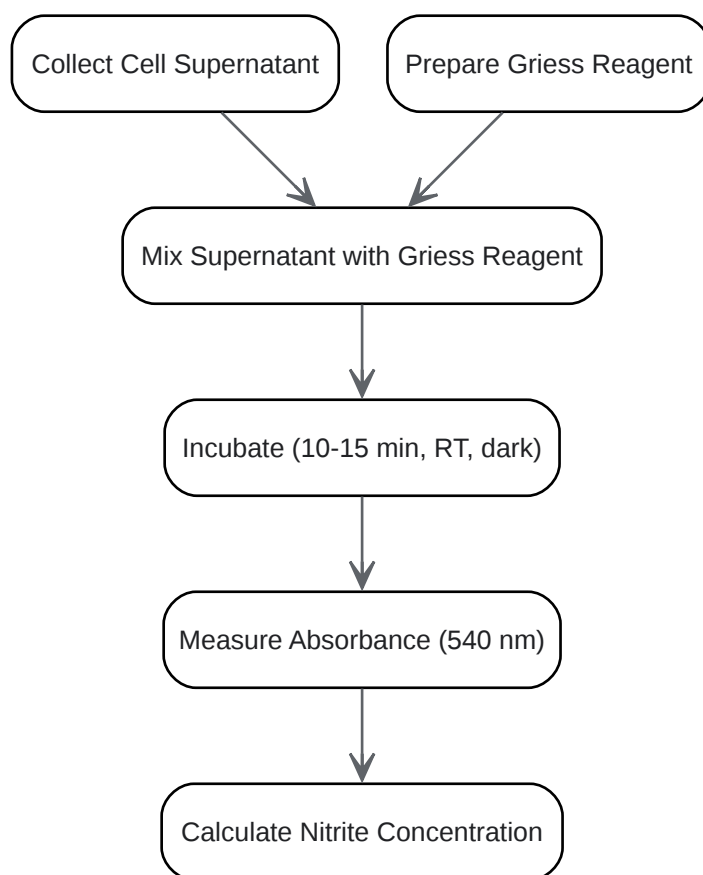 Collect Cell Supernatant
Prepare Griess Reagent
Mix Supernatant with Griess Reagent
Incubate (10-15 min, RT, dark)
Measure Absorbance (540 nm)
Calculate Nitrite Concentration